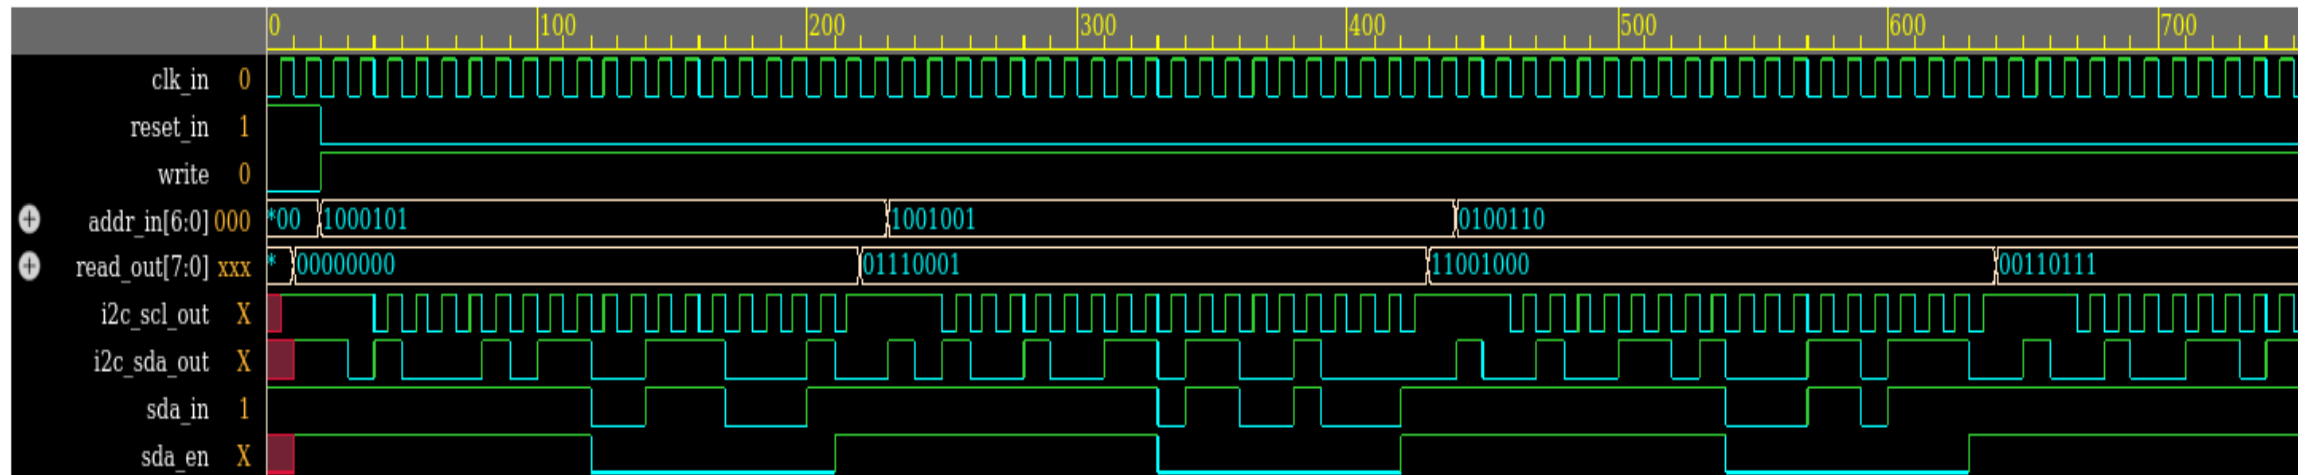 0 100 200 300 400 500 600 700
clk_in 0
reset_in 1
write 0
addr_in[6:0] 000 *00 1000101 1001001 0100110
read_out[7:0] xxx * 00000000 01110001 11001000 00110111
i2c_scl_out X
i2c_sda_out X
sda_in 1
sda_en X